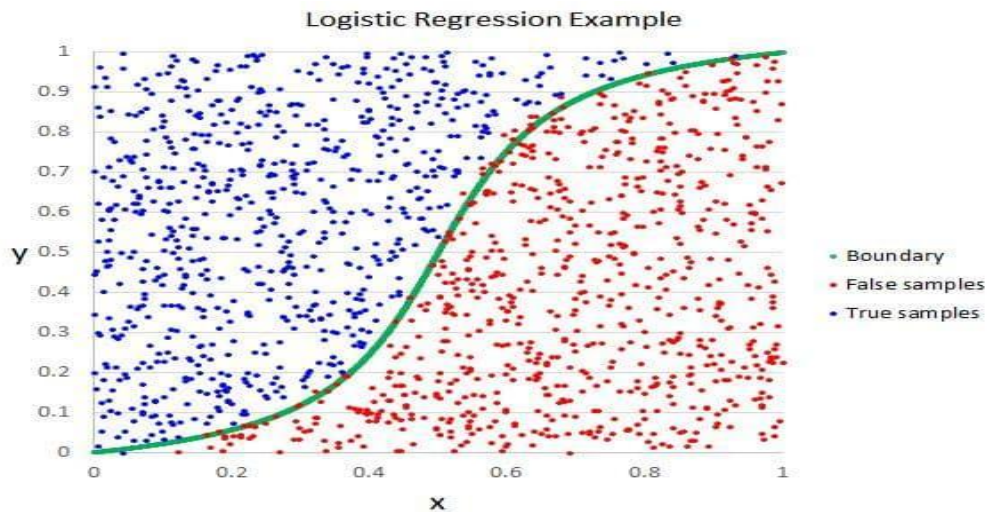 Logistic Regression Example
1
0.9
0.8
0.7
0.6
y
0.5
0.4
0.3
0.2
0.1
0
0 0.2 0.4 0.6 0.8 1
x
Boundary
False samples
True samples